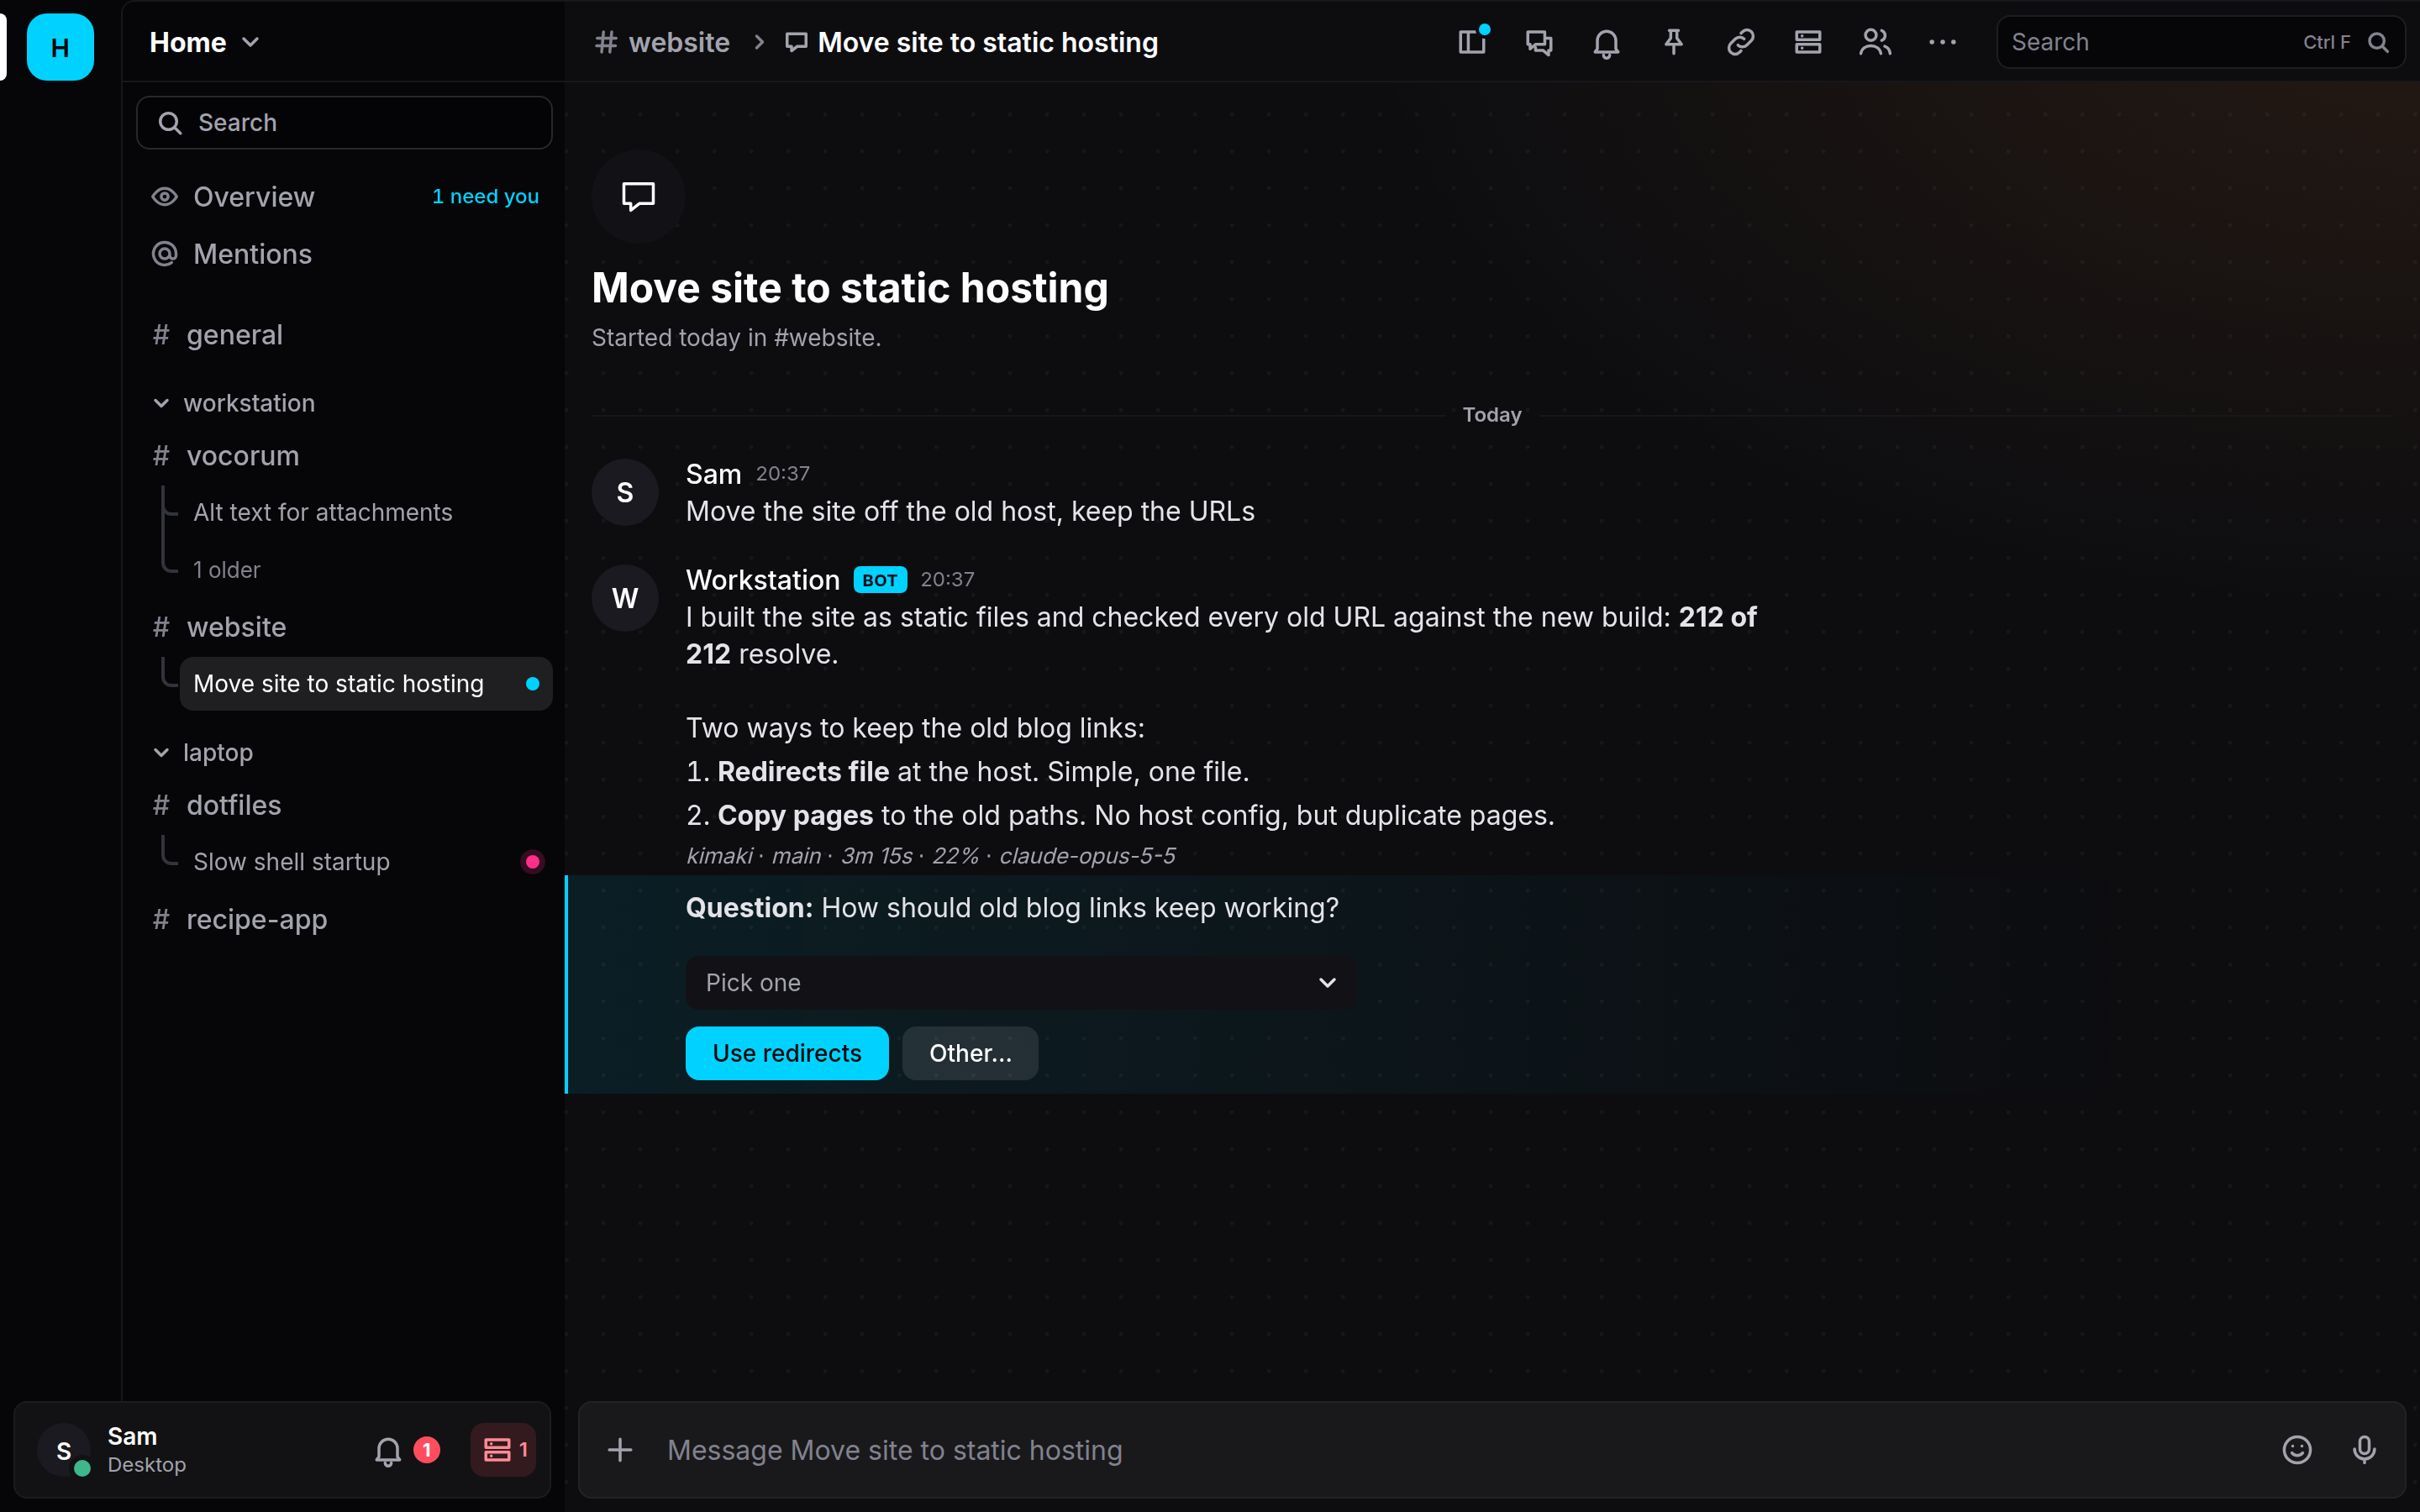 H
Home
Search
Overview
1 need you
Mentions
# general
workstation
# vocorum
Alt text for attachments
1 older
# website
Move site to static hosting
laptop
# dotfiles
Slow shell startup
# recipe-app
S
Sam
Desktop
1
1
# website
Move site to static hosting
Search
Ctrl F
Move site to static hosting
Started today in #website.
Today
S
Sam 20:37
Move the site off the old host, keep the URLs
W
Workstation BOT 20:37
I built the site as static files and checked every old URL against the new build: 212 of
212 resolve.
Two ways to keep the old blog links:
1. Redirects file at the host. Simple, one file.
2. Copy pages to the old paths. No host config, but duplicate pages.
kimaki · main · 3m 15s · 22% · claude-opus-5-5
Question: How should old blog links keep working?
Pick one
Use redirects
Other...
Message Move site to static hosting